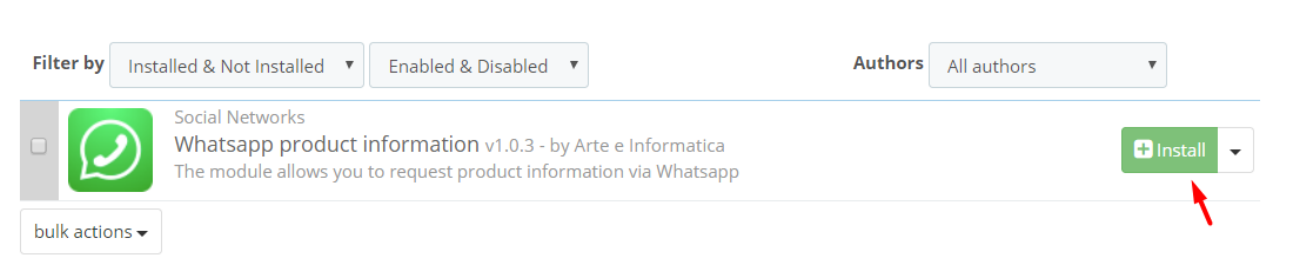 Filter by Installed & Not Installed Enabled & Disabled Authors All authors
Social Networks
Whatsapp product information v1.0.3 - by Arte e Informatica
The module allows you to request product information via Whatsapp
Install
bulk actions